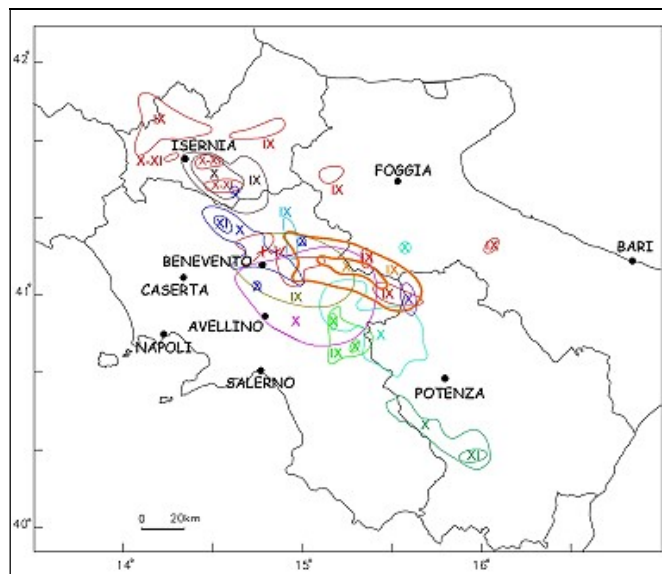 42°
IX
ISERNIA
IX
X-XI
X-XI
X
IX
X-XI
X
FOGGIA
IX
XI
X
IX
X
X
IX
BARI
BENEVENTO
IX
X
IX
41°
CASERTA
X
IX
IX
X
AVELLINO
X
X
X
NAPOLI
IX
X
SALERNO
POTENZA
X
XI
40°
0 20km
14°
15°
16°